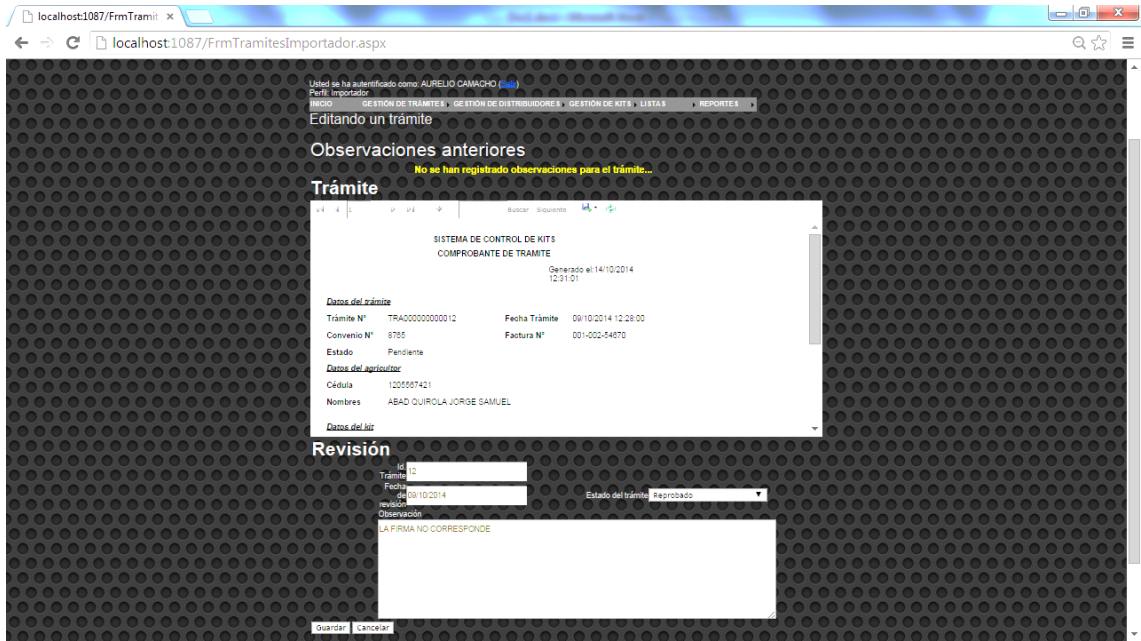 localhost:1087/FrmTramit ×
localhost:1087/FrmTramitesImportador.aspx
Usted se ha autentificado como: AURELIO CAMACHO (Salir)
Perfil: Importador
INICIO GESTIÓN DE TRÁMITES GESTIÓN DE DISTRIBUIDORES GESTIÓN DE KITS LISTAS REPORTES
Editando un trámite
Observaciones anteriores
No se han registrado observaciones para el trámite...
Trámite
1 Buscar Siguiente
SISTEMA DE CONTROL DE KITS
COMPROBANTE DE TRAMITE
Generado el:14/10/2014
12:31:01
Datos del trámite
Trámite N° TRA000000000012 Fecha Trámite 09/10/2014 12:28:00
Convenio N° 8765 Factura N° 001-002-54670
Estado Pendiente
Datos del agricultor
Cédula 1205567421
Nombres ABAD QUIROLA JORGE SAMUEL
Datos del kit
Revisión
Id. Trámite 12
Fecha de revisión 09/10/2014 Estado del trámite Reprobado
Observación
LA FIRMA NO CORRESPONDE
Guardar Cancelar